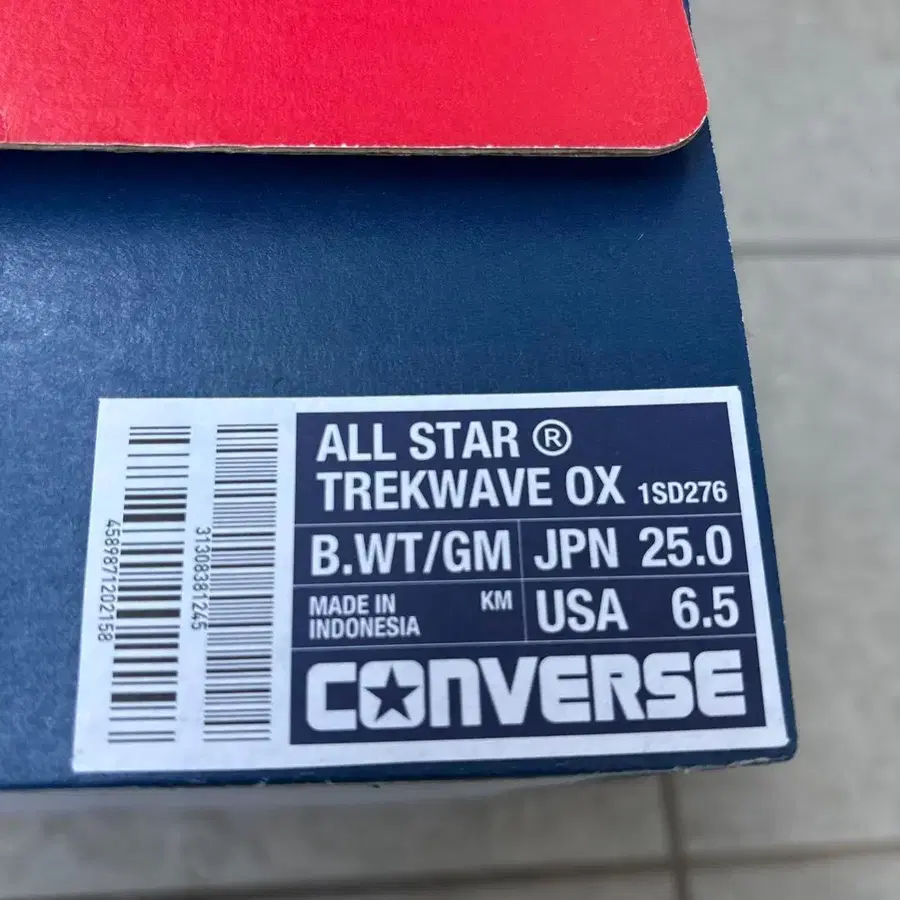 4589871202158
31308381245
ALL STAR ®
TREKWAVE OX 1SD276
B.WT/GM JPN 25.0
MADE IN INDONESIA KM USA 6.5
CONVERSE